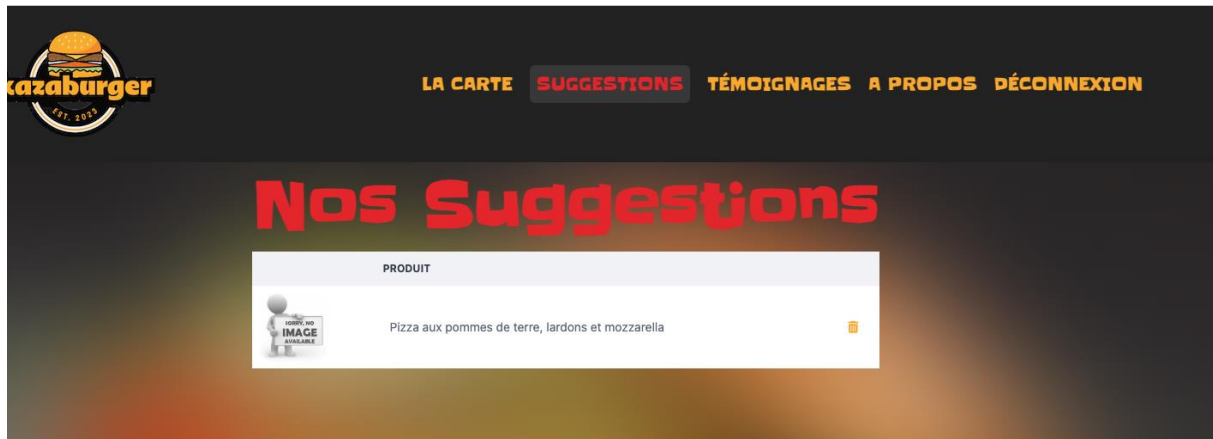 kazaburger
EST. 2023
LA CARTE SUGGESTIONS TÉMOIGNAGES A PROPOS DÉCONNEXION
Nos Suggestions
PRODUIT
SORRY, NO
IMAGE
AVAILABLE
Pizza aux pommes de terre, lardons et mozzarella